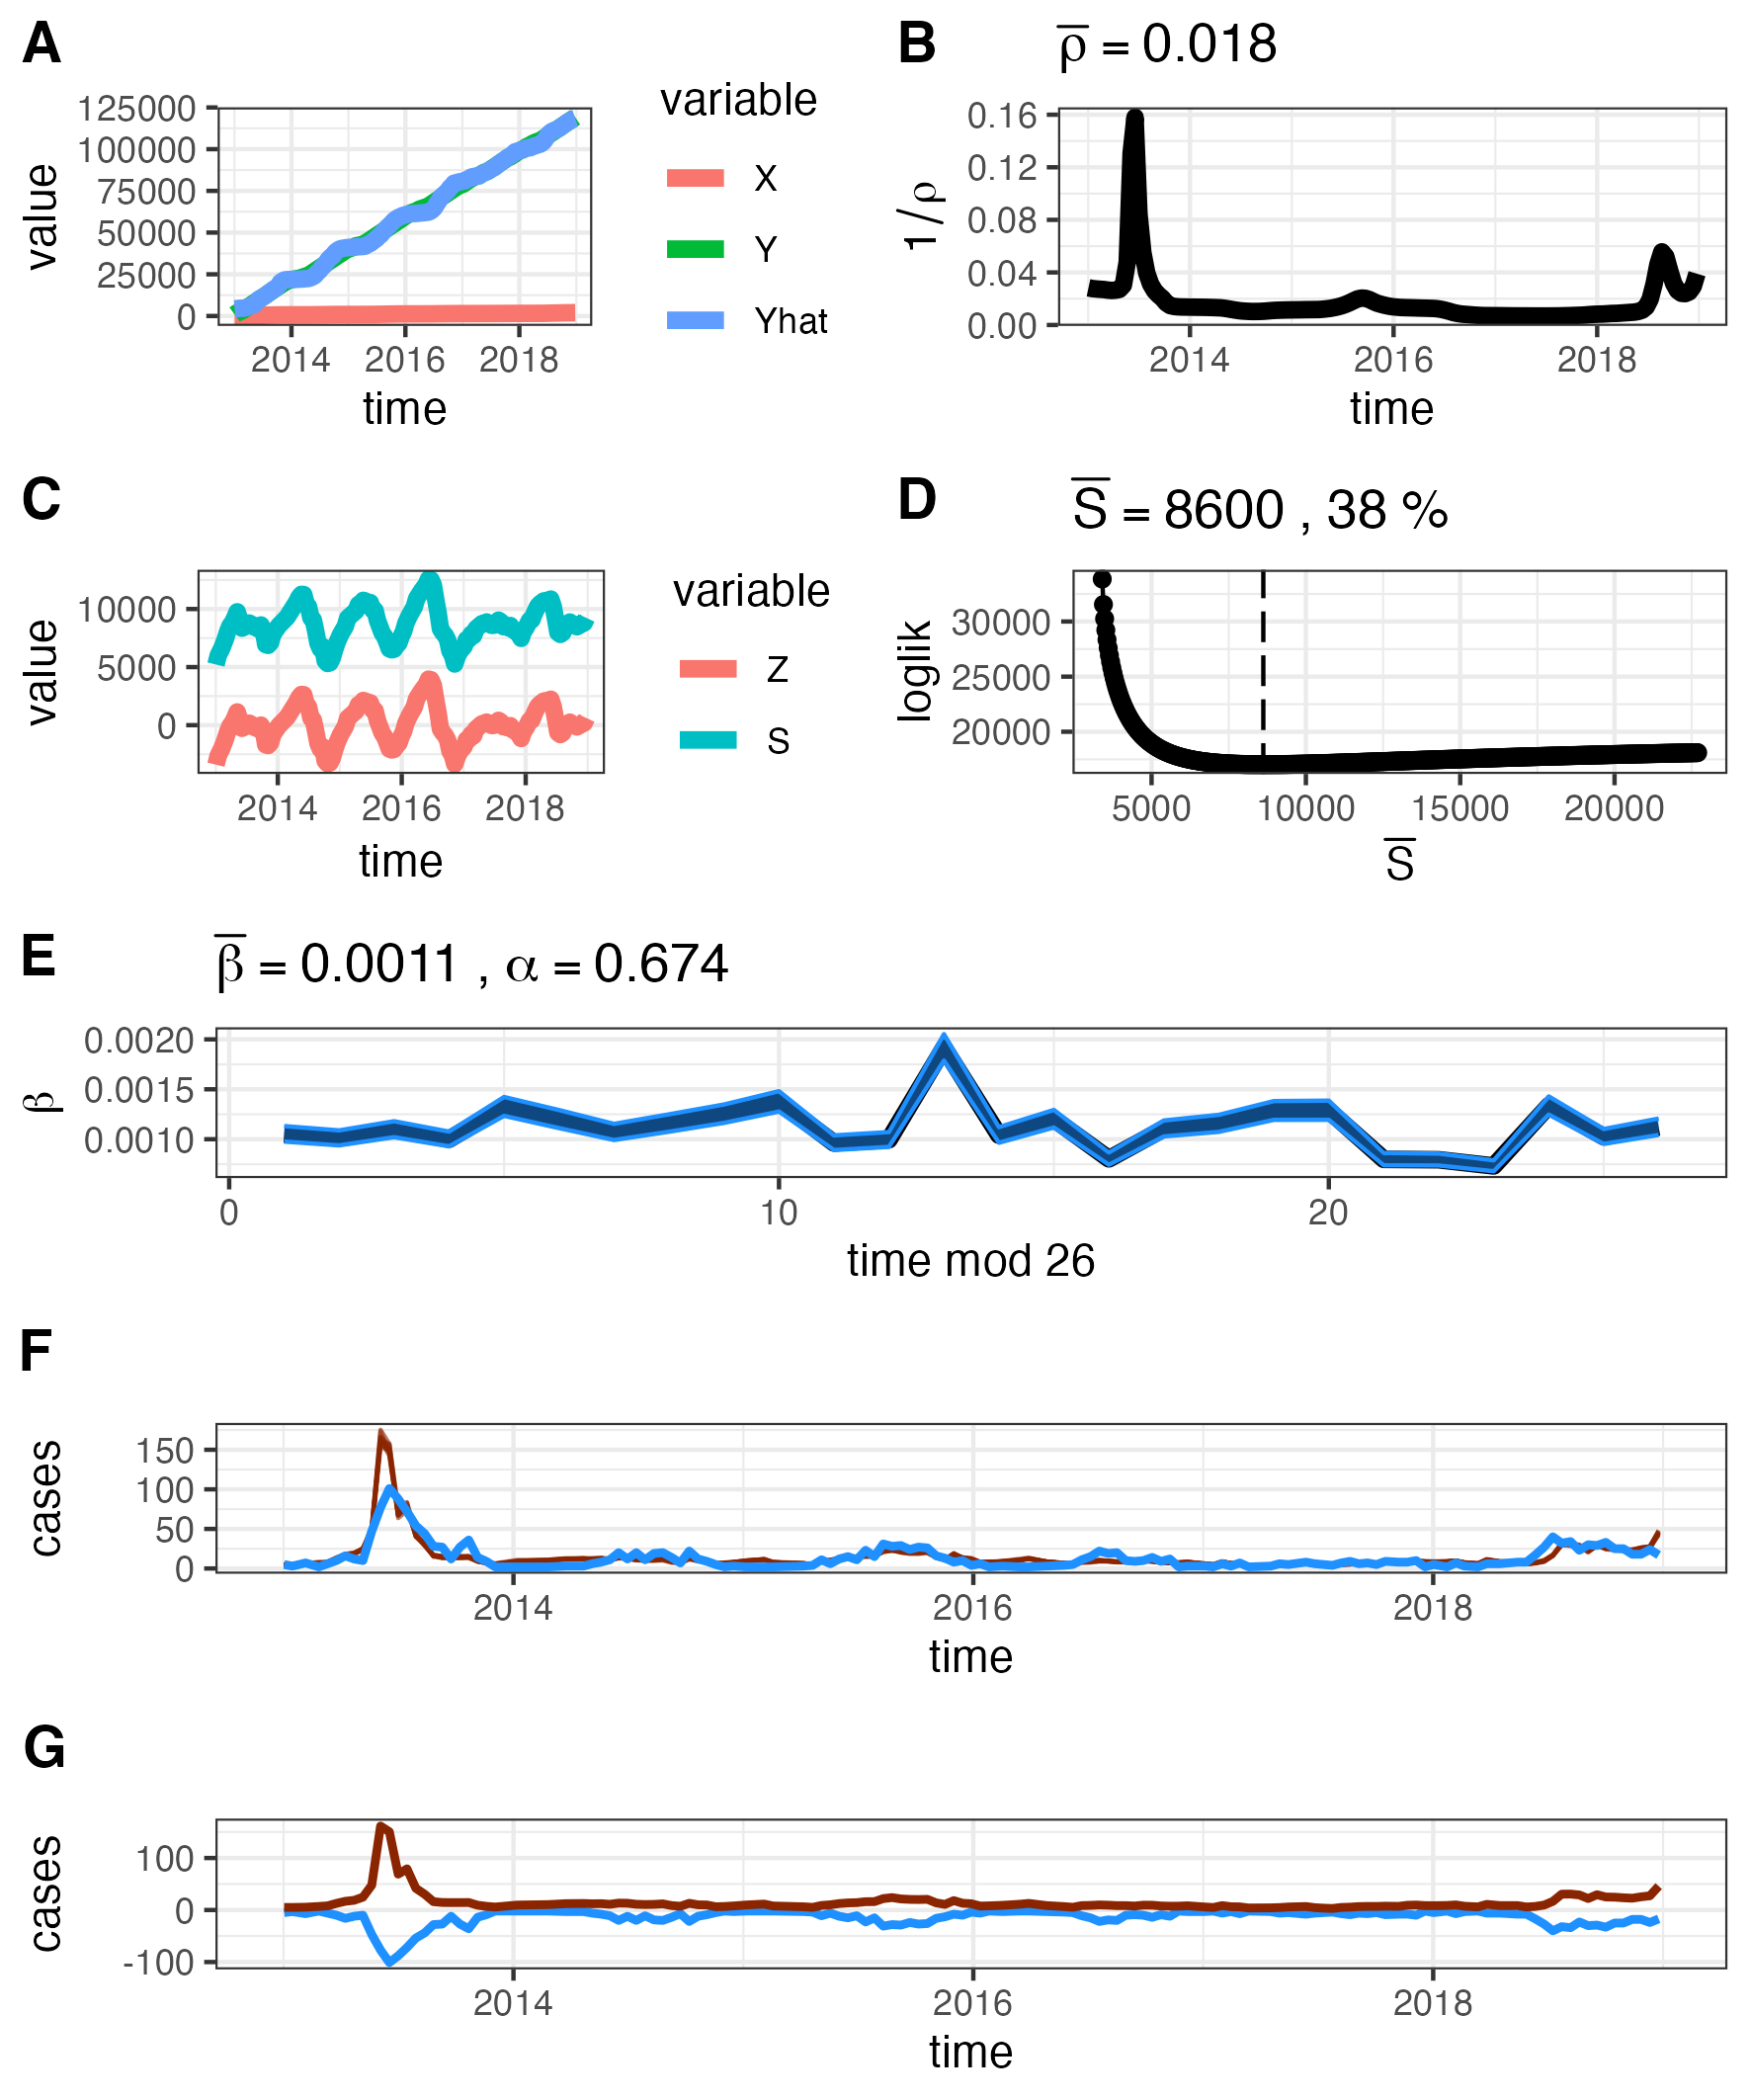 A
variable
X
Y
Yhat
value
125000
100000
75000
50000
25000
0
2014 2016 2018
time
B
ρ̅ = 0.018
1/ρ
0.16
0.12
0.08
0.04
0.00
2014 2016 2018
time
C
variable
Z
S
value
10000
5000
0
2014 2016 2018
time
D
S̅ = 8600 , 38 %
loglik
30000
25000
20000
5000 10000 15000 20000
S̅
E
β̅ = 0.0011 , α = 0.674
β
0.0020
0.0015
0.0010
0 10 20
time mod 26
F
cases
150
100
50
0
2014 2016 2018
time
G
cases
100
0
-100
2014 2016 2018
time